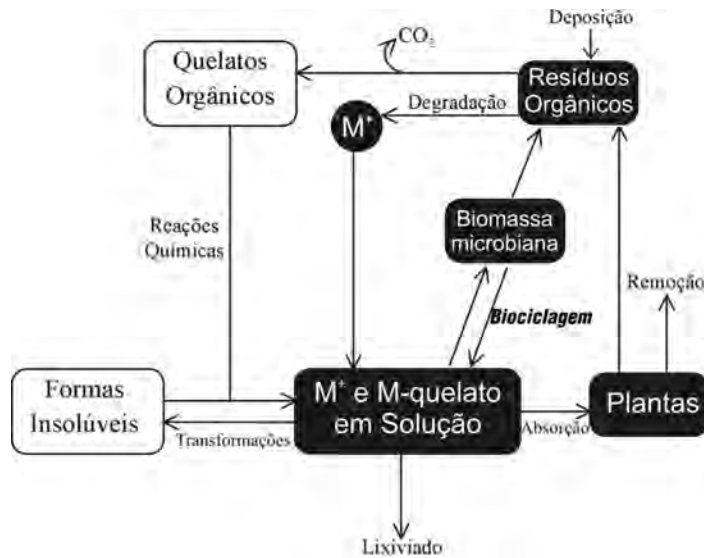 Deposição
CO₂
Quelatos
Orgânicos
Resíduos
Orgânicos
Degradação
M⁺
Reações
Químicas
Biomassa
microbiana
Remoção
Biociclagem
Formas
Insolúveis
M⁺ e M-quelato
em Solução
Plantas
Transformações
Absorção
Lixiviado